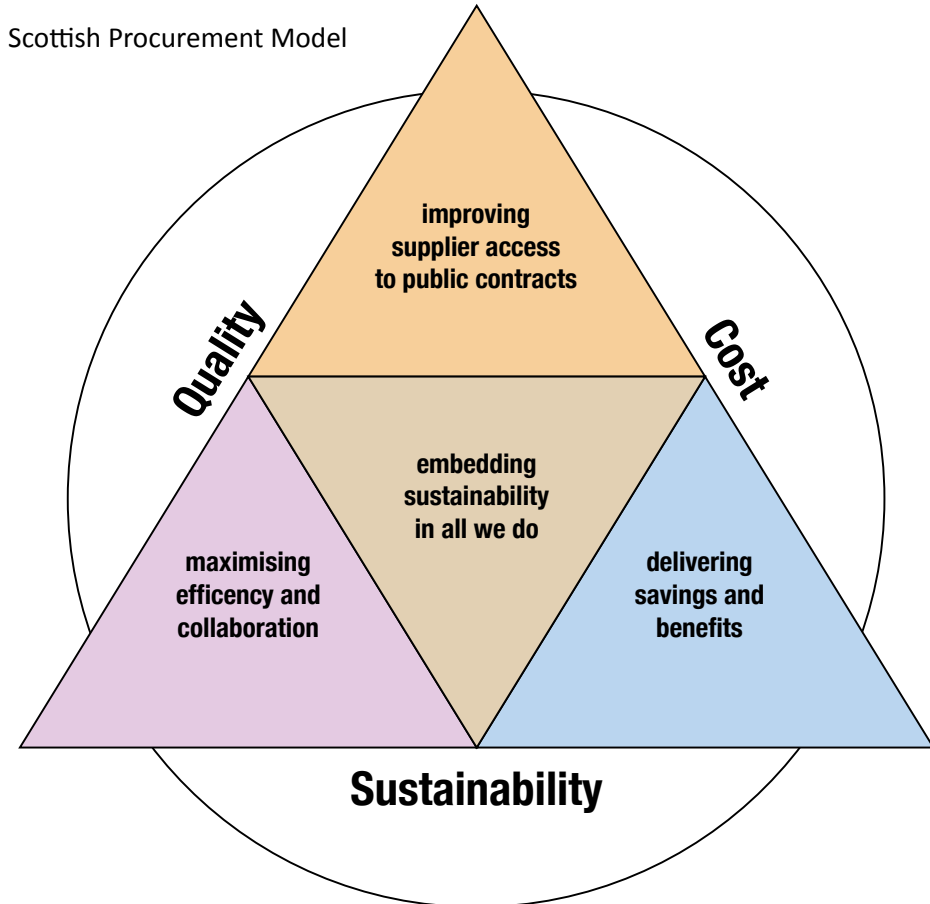 Scottish Procurement Model
improving
supplier access
to public contracts
Quality
Cost
embedding
sustainability
in all we do
maximising
efficency and
collaboration
delivering
savings and
benefits
Sustainability